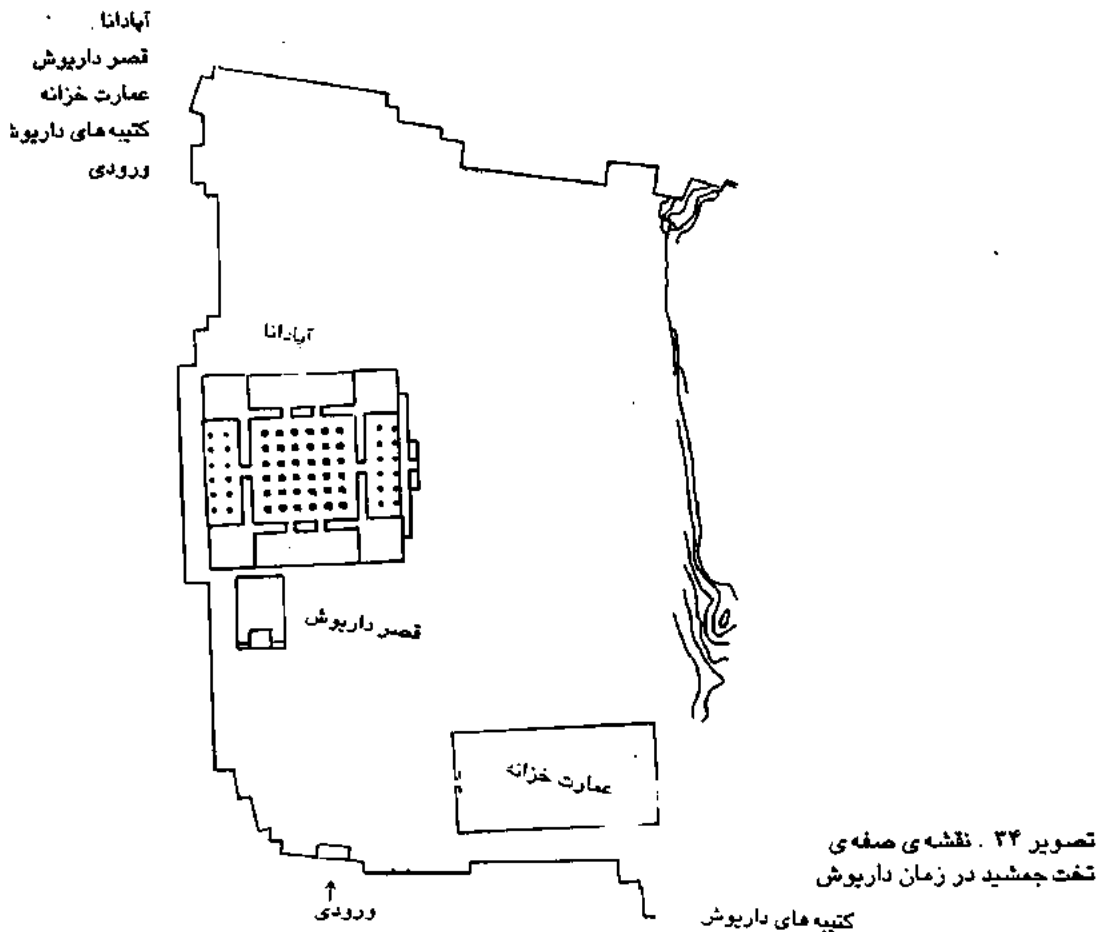 آپادانا
قصر داریوش
عمارت خزانه
کتیبه‌های داریوش
ورودی
آپادانا
قصر داریوش
عمارت خزانه
تصویر ۳۴ . نقشه‌ی صفه‌ی
تخت جمشید در زمان داریوش
ورودی
کتیبه‌های داریوش